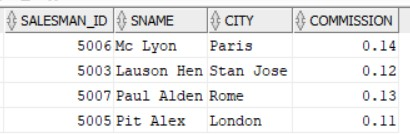 SALESMAN_ID SNAME CITY COMMISSION
5006 Mc Lyon Paris 0.14
5003 Lauson Hen Stan Jose 0.12
5007 Paul Alden Rome 0.13
5005 Pit Alex London 0.11